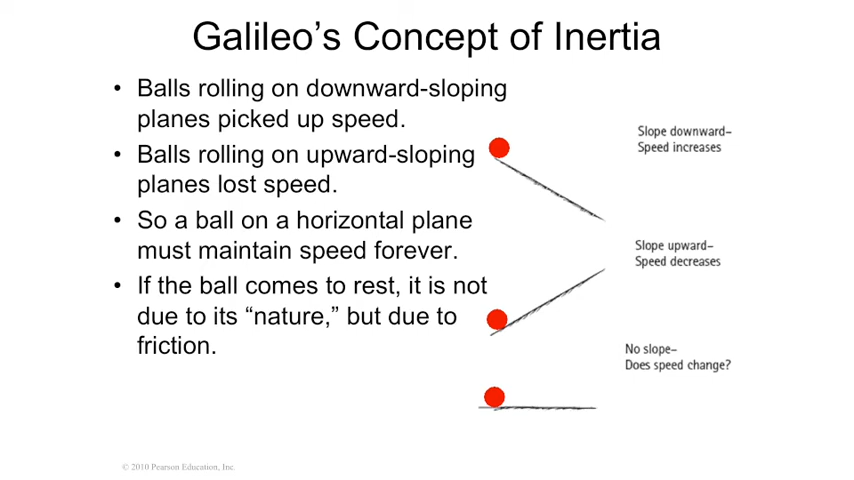 Galileo’s Concept of Inertia
• Balls rolling on downward-sloping
planes picked up speed.
• Balls rolling on upward-sloping
planes lost speed.
• So a ball on a horizontal plane
must maintain speed forever.
• If the ball comes to rest, it is not
due to its “nature,” but due to
friction.
Slope downward–
Speed increases
Slope upward–
Speed decreases
No slope–
Does speed change?
© 2010 Pearson Education, Inc.